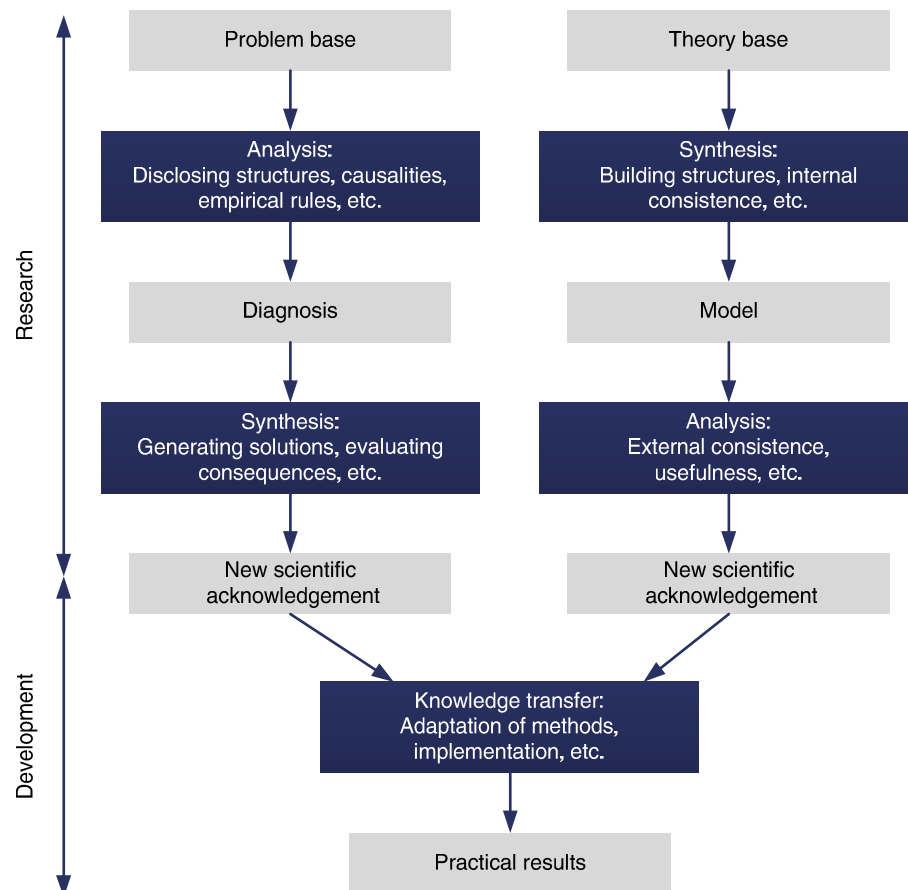 Problem base
Theory base
Analysis:
Disclosing structures, causalities,
empirical rules, etc.
Synthesis:
Building structures, internal
consistence, etc.
Research
Diagnosis
Model
Synthesis:
Generating solutions, evaluating
consequences, etc.
Analysis:
External consistence,
usefulness, etc.
New scientific
acknowledgement
New scientific
acknowledgement
Development
Knowledge transfer:
Adaptation of methods,
implementation, etc.
Practical results